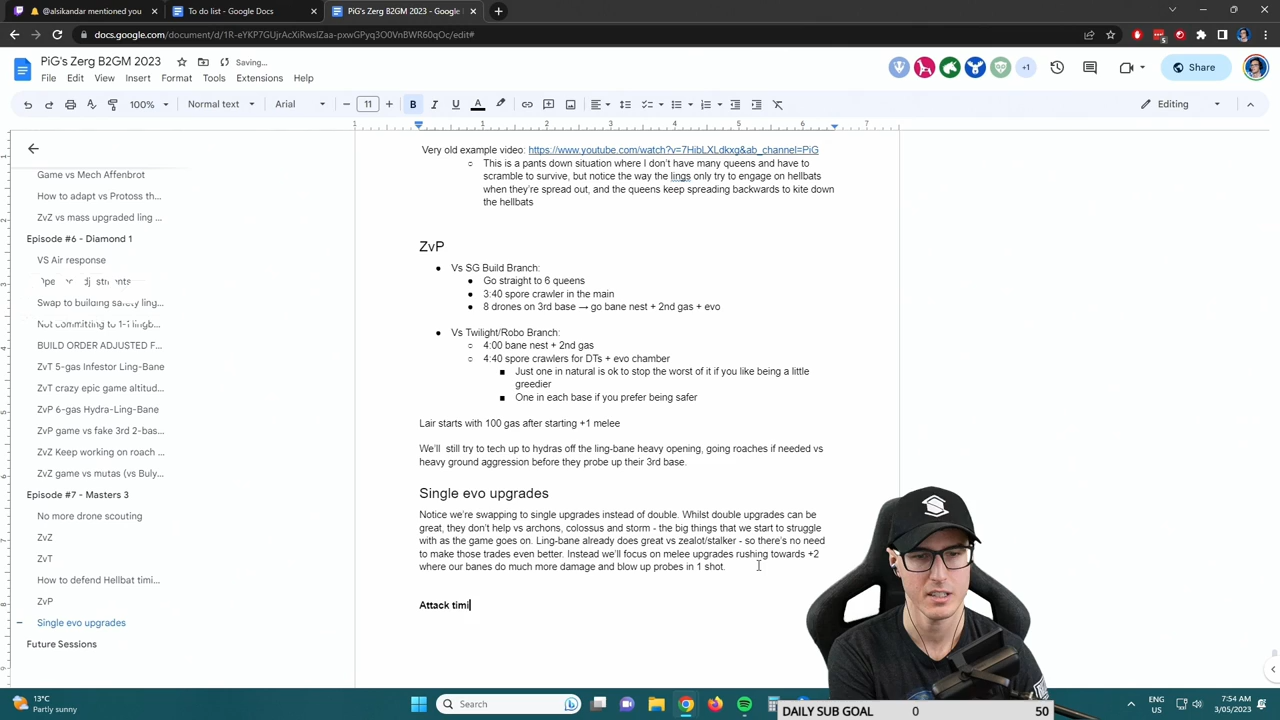 @alsikandar mentioned you
To do list - Google Docs
PiG's Zerg B2GM 2023 - Google D
docs.google.com/document/d/1R-eYKP7GUjrAcXiRwslZaa-pxwGPyq3O0VnBWR60qOc/edit#
PiG's Zerg B2GM 2023
Saving...
File Edit View Insert Format Tools Extensions Help
+1
Share
100%
Normal text
Arial
11
Editing
Game vs Mech Affenbrot
How to adapt vs Protoss th...
ZvZ vs mass upgraded ling ...
Episode #6 - Diamond 1
VS Air response
Swap to building safety ling...
Not committing to 1-1 lingb...
BUILD ORDER ADJUSTED F...
ZvT 5-gas Infestor Ling-Bane
ZvT crazy epic game altitud...
ZvP 6-gas Hydra-Ling-Bane
ZvP game vs fake 3rd 2-bas...
ZvZ Keep working on roach ...
ZvZ game vs mutas (vs Buly...
Episode #7 - Masters 3
No more drone scouting
ZvZ
ZvT
How to defend Hellbat timi...
ZvP
Single evo upgrades
Future Sessions
Very old example video: https://www.youtube.com/watch?v=7HibLXLdkxg&ab_channel=PiG
This is a pants down situation where I don't have many queens and have to
scramble to survive, but notice the way the lings only try to engage on hellbats
when they're spread out, and the queens keep spreading backwards to kite down
the hellbats
ZvP
Vs SG Build Branch:
Go straight to 6 queens
3:40 spore crawler in the main
8 drones on 3rd base → go bane nest + 2nd gas + evo
Vs Twilight/Robo Branch:
4:00 bane nest + 2nd gas
4:40 spore crawlers for DTs + evo chamber
Just one in natural is ok to stop the worst of it if you like being a little
greedier
One in each base if you prefer being safer
Lair starts with 100 gas after starting +1 melee
We'll still try to tech up to hydras off the ling-bane heavy opening, going roaches if needed vs
heavy ground aggression before they probe up their 3rd base.
Single evo upgrades
Notice we're swapping to single upgrades instead of double. Whilst double upgrades can be
great, they don't help vs archons, colossus and storm - the big things that we start to struggle
with as the game goes on. Ling-bane already does great vs zealot/stalker - so there's no need
to make those trades even better. Instead we'll focus on melee upgrades rushing towards +2
where our banes do much more damage and blow up probes in 1 shot.
Attack timi
13°C
Partly sunny
Search
ENG
US
7:54 AM
3/05/2023
DAILY SUB GOAL 0 50